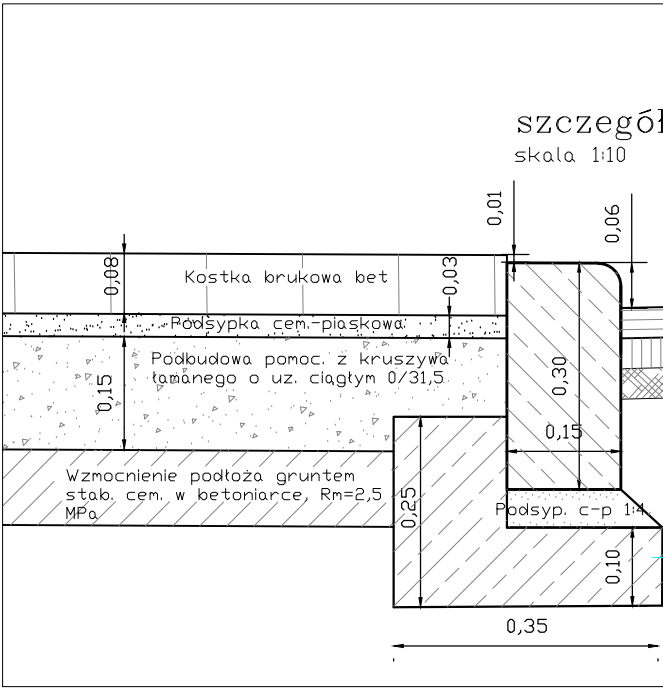 szczegół
skala 1:10
0,01
0,06
0,08
Kostka brukowa bet
0,03
Podsypka cem.-piaskowa
Podbudowa pomoc. z kruszywa
łamanego o uz. ciągłym 0/31,5
0,15
0,30
0,15
Wzmocnienie podłoża gruntem
stab. cem. w betoniarce, Rm=2,5
MPa
0,25
Podsyp. c-p 1:4
0,10
0,35